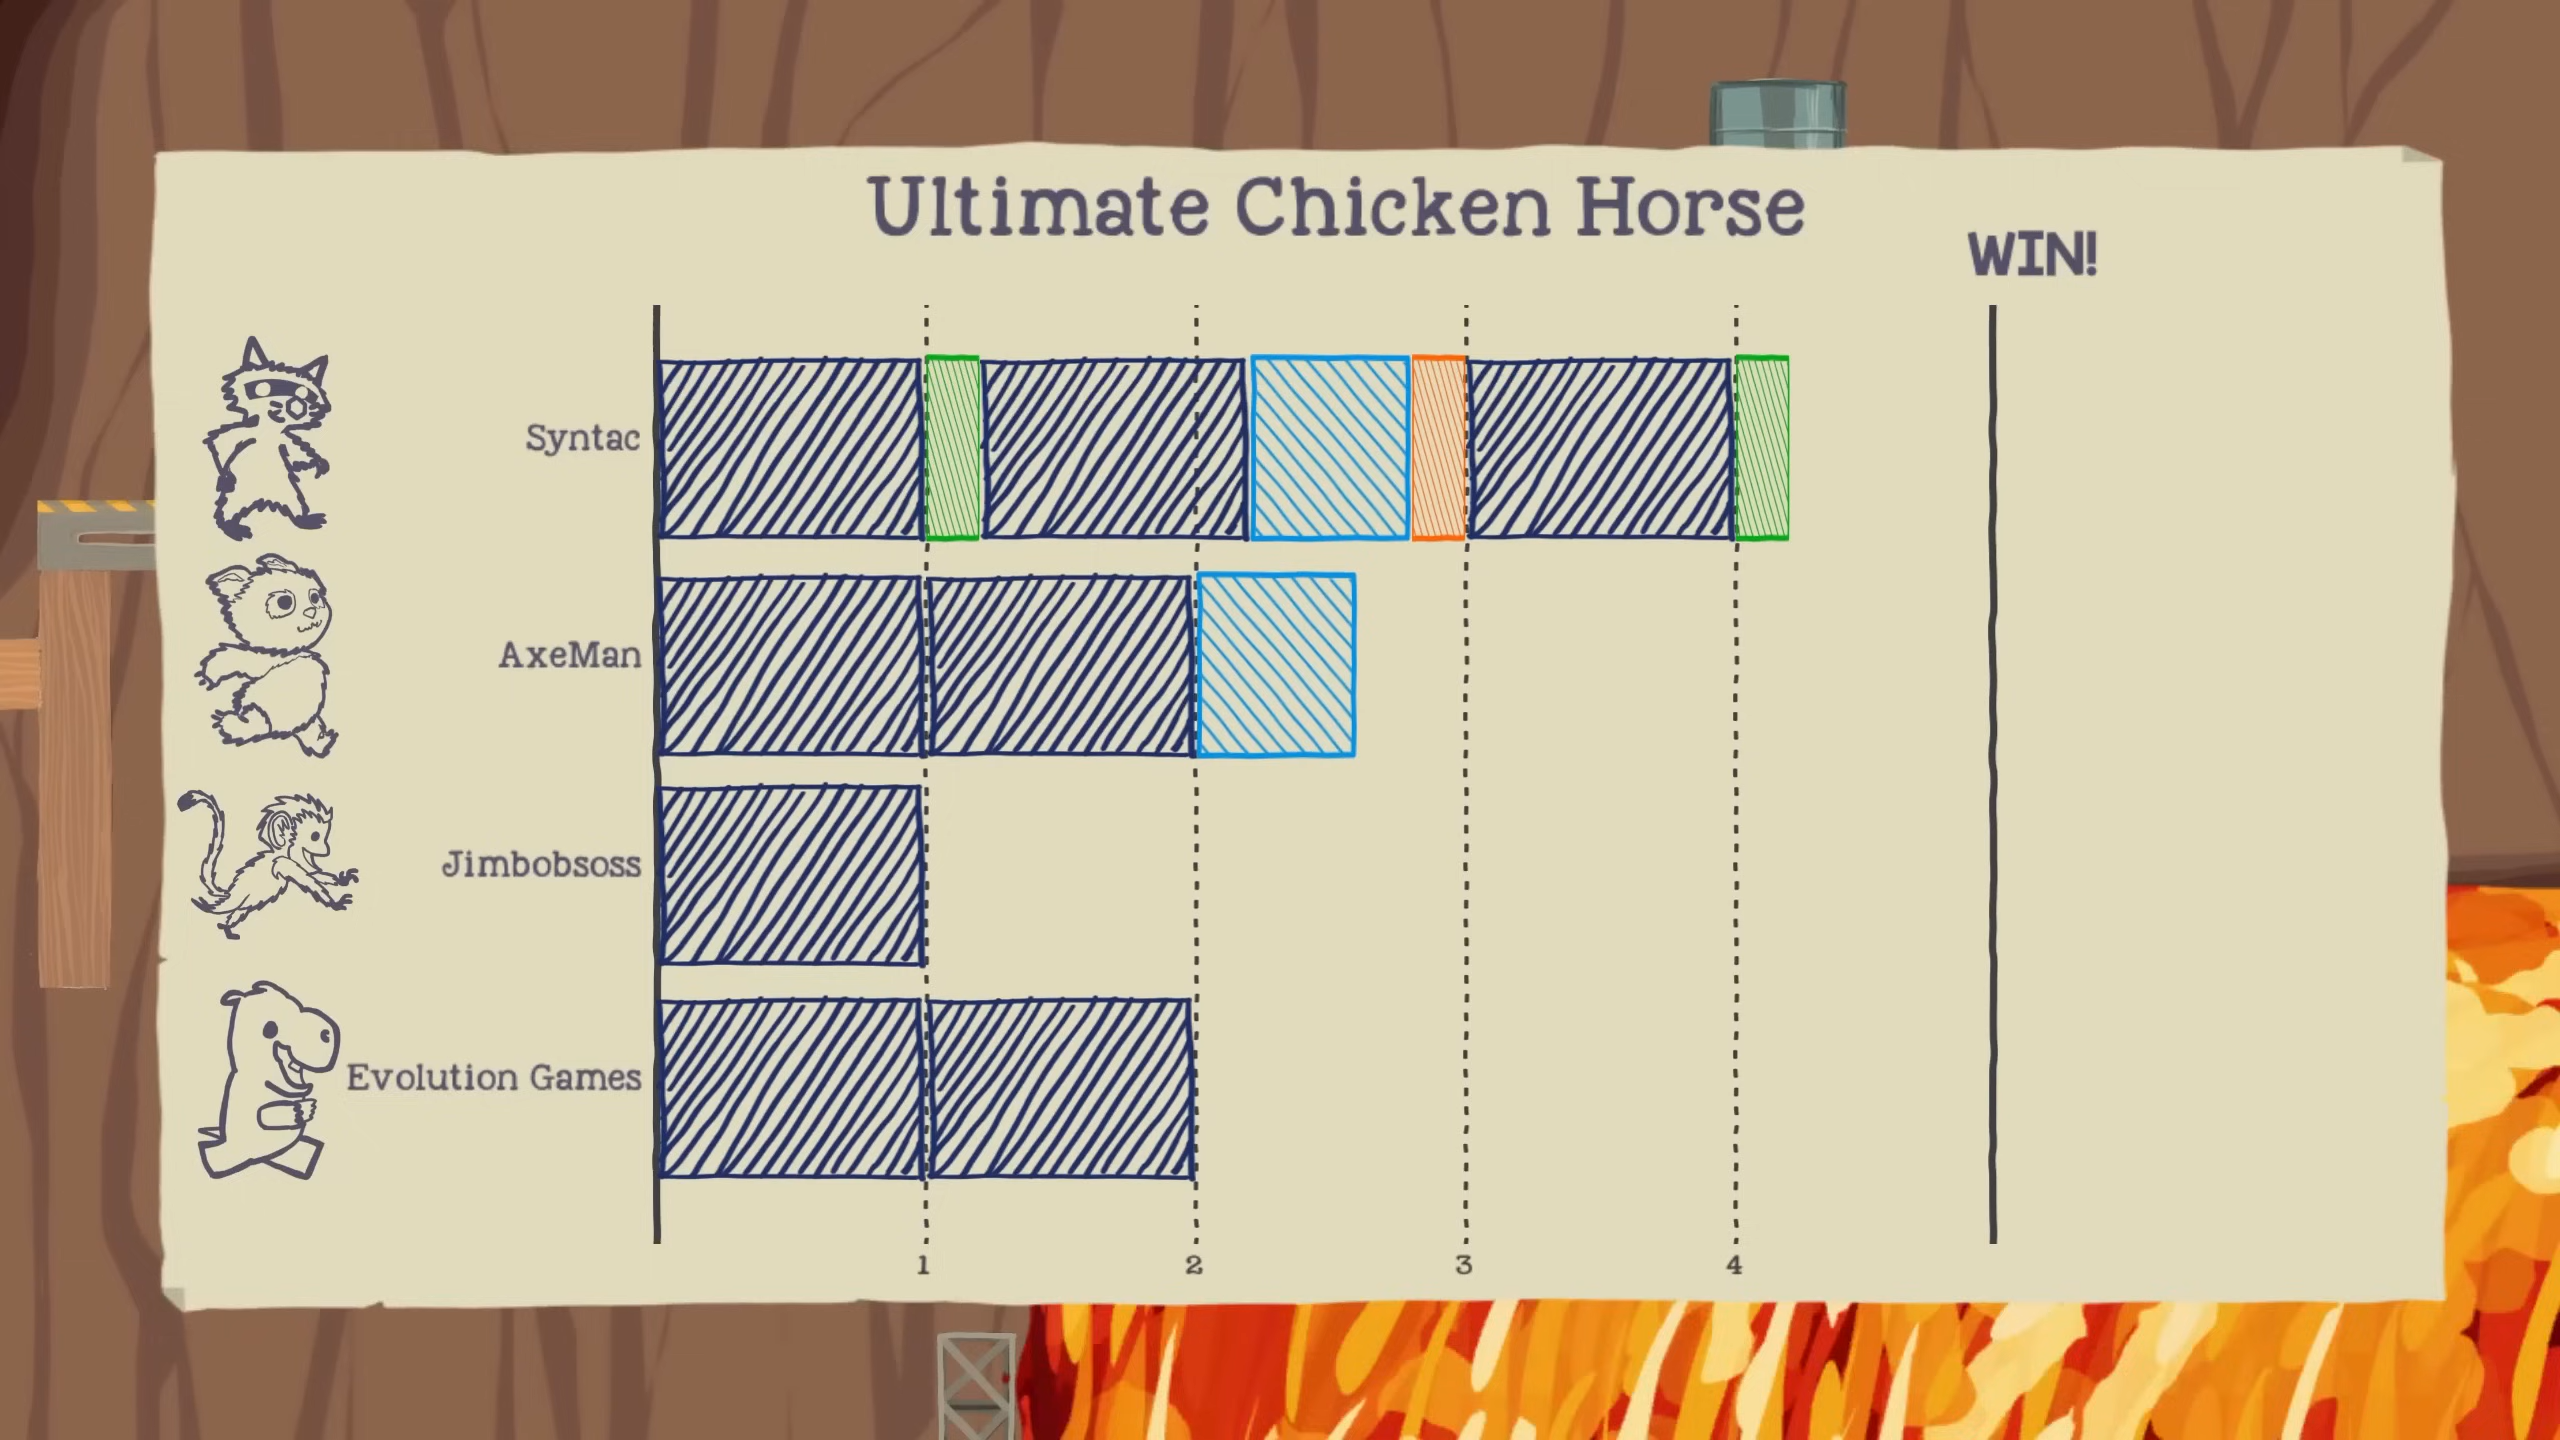 Ultimate Chicken Horse
WIN!
Syntac
AxeMan
Jimbobsoss
Evolution Games
1 2 3 4